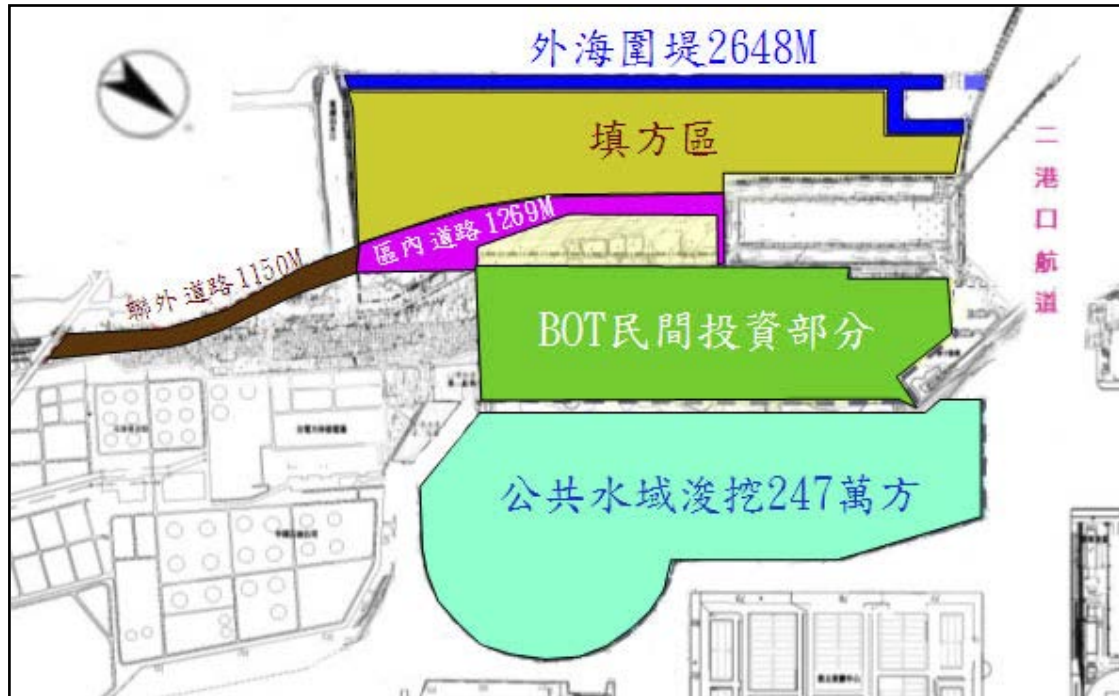 外海圍堤2648M
填方區
二港口航道
區內道路1269M
聯外道路1150M
BOT民間投資部分
公共水域浚挖247萬方